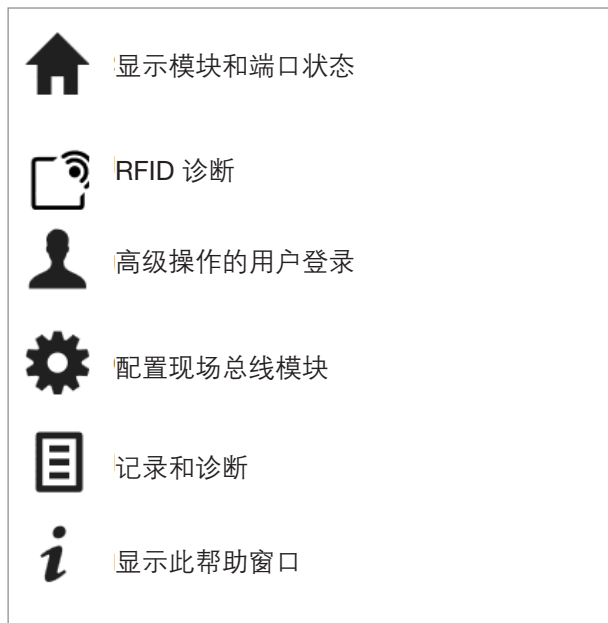 显示模块和端口状态
RFID 诊断
高级操作的用户登录
配置现场总线模块
记录和诊断
显示此帮助窗口